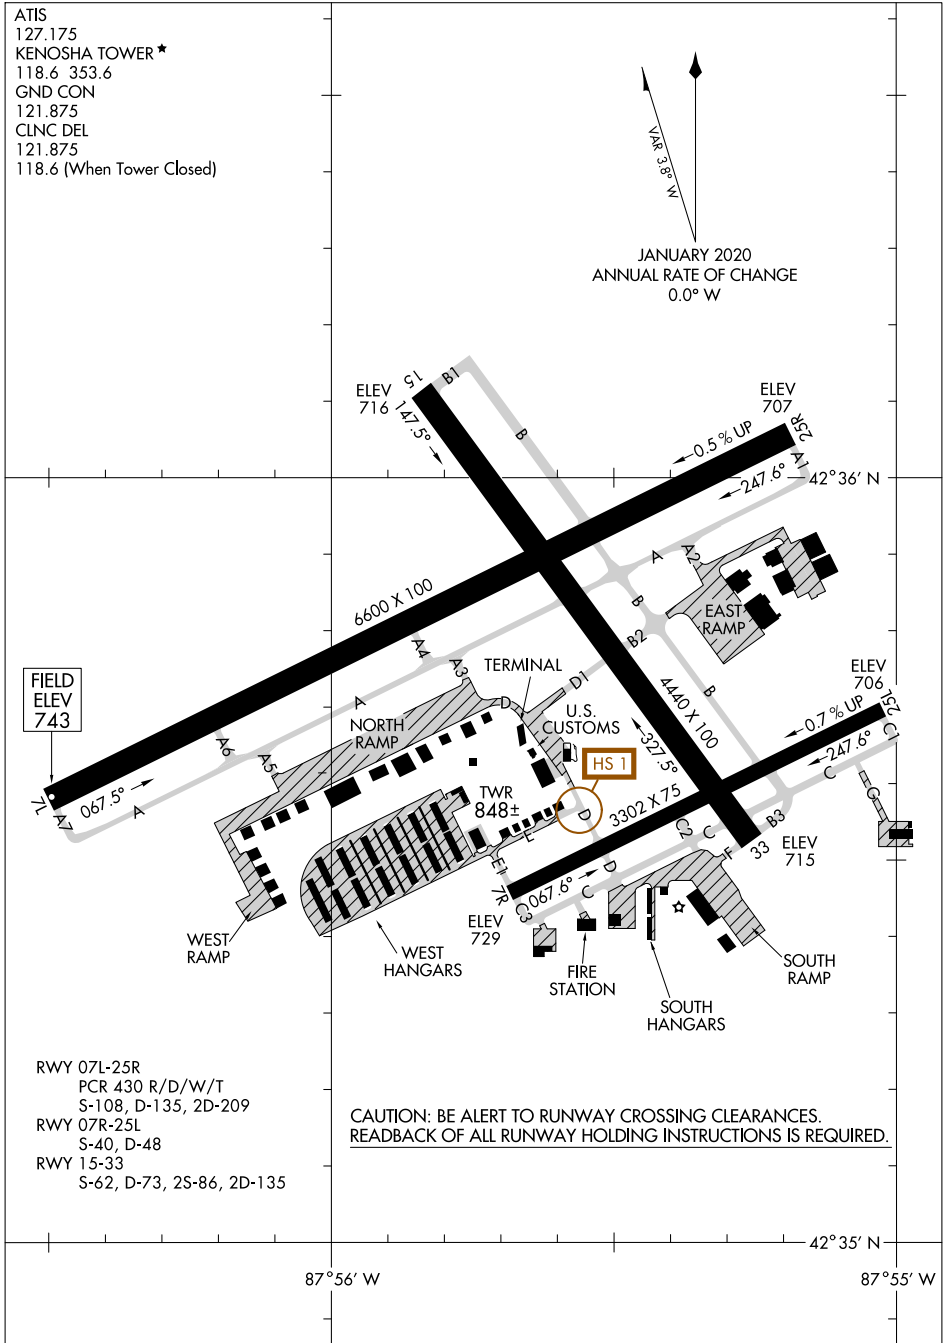 ATIS
127.175
KENOSHA TOWER★
118.6 353.6
GND CON
121.875
CLNC DEL
121.875
118.6 (When Tower Closed)
VAR 3.8° W
JANUARY 2020
ANNUAL RATE OF CHANGE
0.0° W
15
B1
ELEV
716
147.5°
B
ELEV
707
25R
0.5 % UP
A1
247.6°
42°36′ N
A
A2
6600 X 100
B
EAST
RAMP
B2
A4
A3
TERMINAL
D1
D
4440 X 100
B
ELEV
706
25L
FIELD
ELEV
743
A
NORTH
RAMP
U.S.
CUSTOMS
0.7 % UP
C1
A6
A5
HS 1
327.5°
247.6°
C
7L
067.5°
A7
A
TWR
848±
D
3302 X 75
G
E
C2
C
B3
F
33
ELEV
715
E1
7R
067.6°
C
D
C3
ELEV
729
WEST
RAMP
WEST
HANGARS
FIRE
STATION
SOUTH
RAMP
SOUTH
HANGARS
RWY 07L-25R
PCR 430 R/D/W/T
S-108, D-135, 2D-209
RWY 07R-25L
S-40, D-48
RWY 15-33
S-62, D-73, 2S-86, 2D-135
CAUTION: BE ALERT TO RUNWAY CROSSING CLEARANCES.
READBACK OF ALL RUNWAY HOLDING INSTRUCTIONS IS REQUIRED.
42°35′ N
87°56′ W
87°55′ W